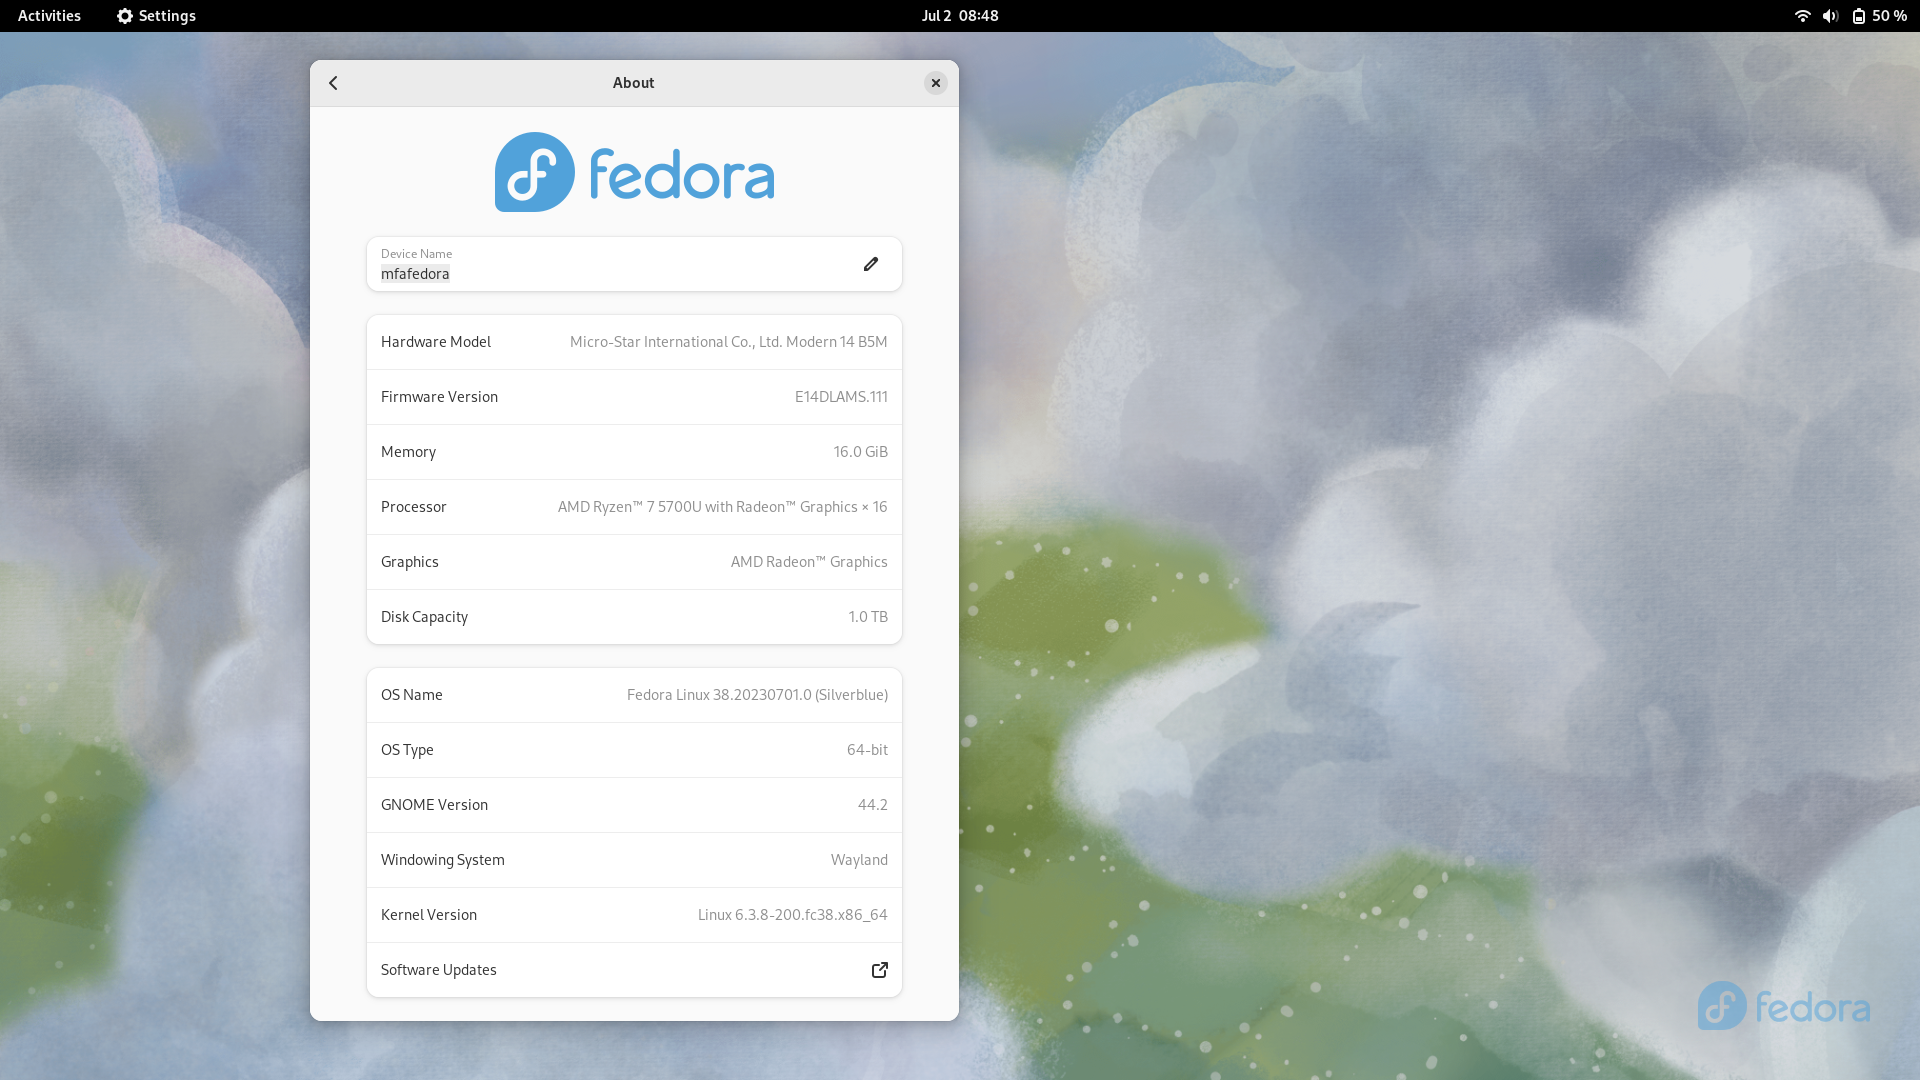 Activities Settings Jul 2 08:48 50 %
About
fedora
Device Name
mfafedora
Hardware Model Micro-Star International Co., Ltd. Modern 14 B5M
Firmware Version E14DLAMS.111
Memory 16.0 GiB
Processor AMD Ryzen™ 7 5700U with Radeon™ Graphics × 16
Graphics AMD Radeon™ Graphics
Disk Capacity 1.0 TB
OS Name Fedora Linux 38.20230701.0 (Silverblue)
OS Type 64-bit
GNOME Version 44.2
Windowing System Wayland
Kernel Version Linux 6.3.8-200.fc38.x86_64
Software Updates
fedora